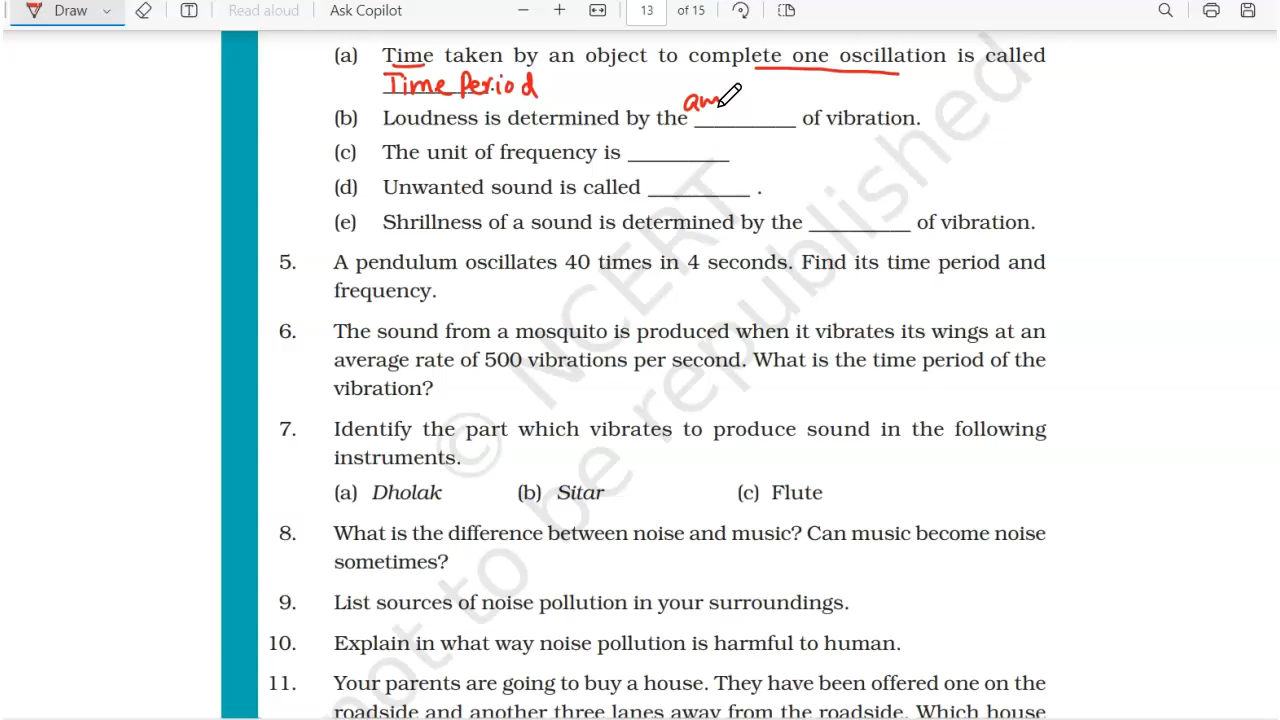 Draw Read aloud Ask Copilot 13 of 15
(a) Time taken by an object to complete one oscillation is called
Time Period .
(b) Loudness is determined by the am __________ of vibration.
(c) The unit of frequency is __________
(d) Unwanted sound is called __________ .
(e) Shrillness of a sound is determined by the __________ of vibration.
5. A pendulum oscillates 40 times in 4 seconds. Find its time period and
frequency.
6. The sound from a mosquito is produced when it vibrates its wings at an
average rate of 500 vibrations per second. What is the time period of the
vibration?
7. Identify the part which vibrates to produce sound in the following
instruments.
(a) Dholak (b) Sitar (c) Flute
8. What is the difference between noise and music? Can music become noise
sometimes?
9. List sources of noise pollution in your surroundings.
10. Explain in what way noise pollution is harmful to human.
11. Your parents are going to buy a house. They have been offered one on the
roadside and another three lanes away from the roadside. Which house
© NCERT
not to be republished